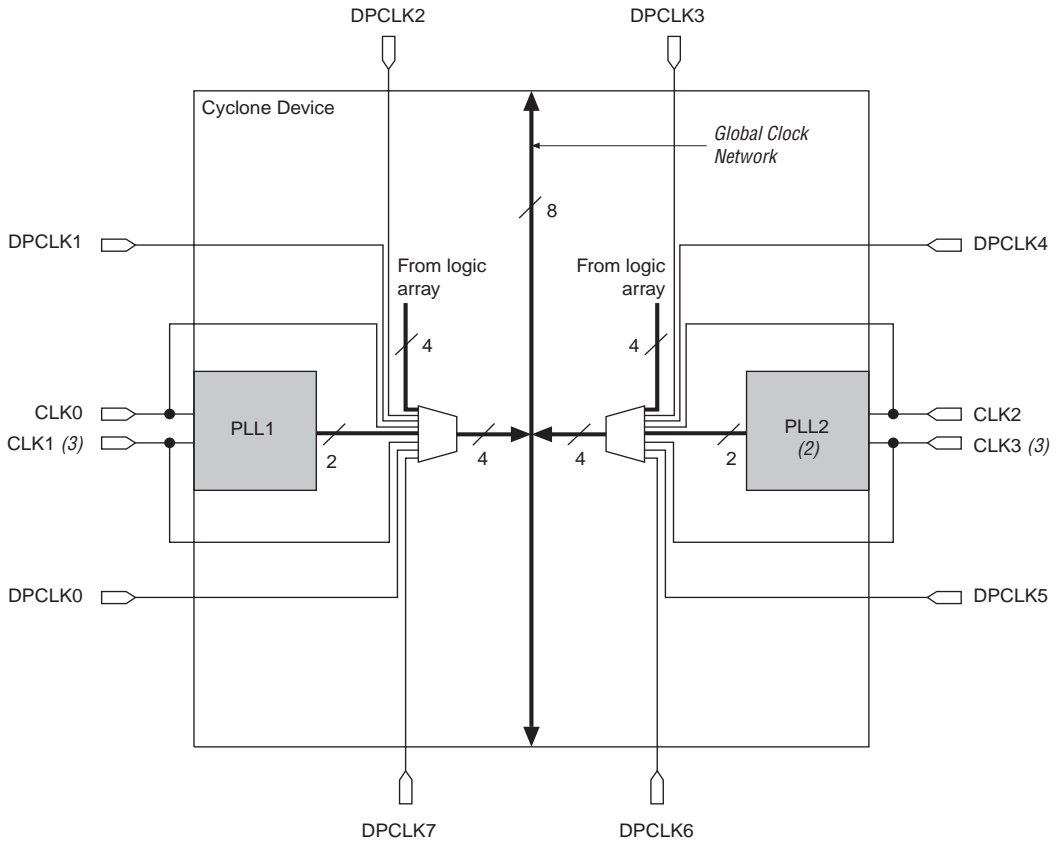 DPCLK2
DPCLK3
Cyclone Device
Global Clock
Network
8
DPCLK1
DPCLK4
From logic
array
From logic
array
4
4
CLK0
CLK2
PLL1
PLL2
(2)
CLK1 (3)
CLK3 (3)
2
4
4
2
DPCLK0
DPCLK5
DPCLK7
DPCLK6